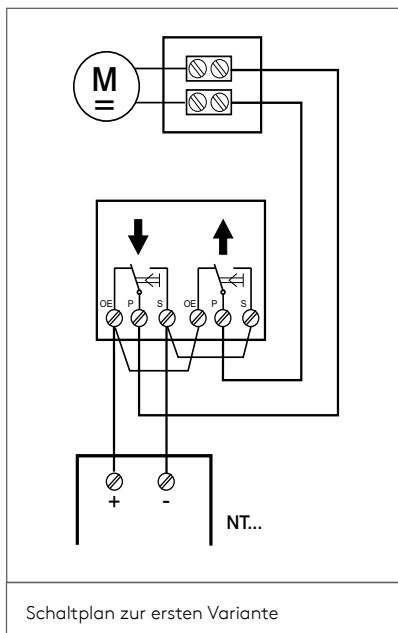 M
=
OE P S OE P S
+ -
NT...
Schaltplan zur ersten Variante